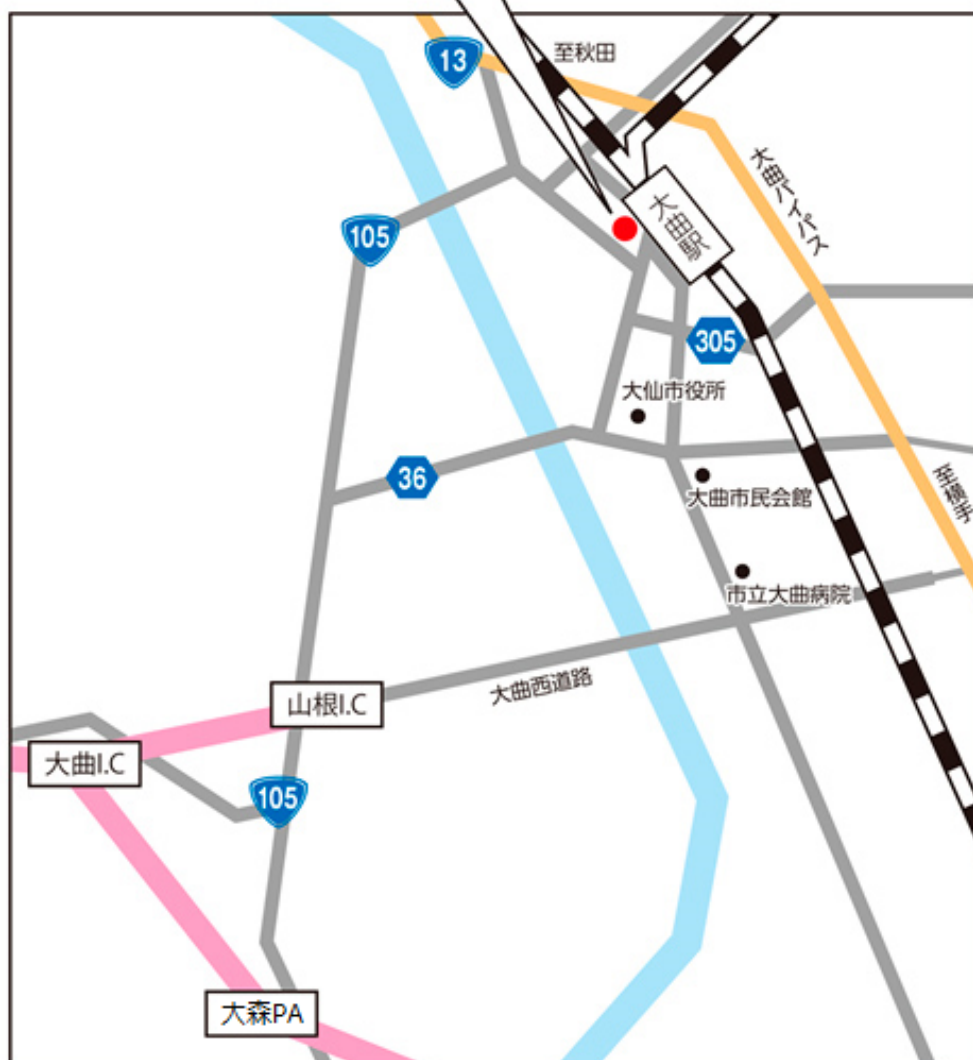 13
至秋田
大曲バイパス
大曲駅
105
305
大仙市役所
36
大曲市民会館
至横手
市立大曲病院
大曲西道路
山根I.C
大曲I.C
105
大森PA